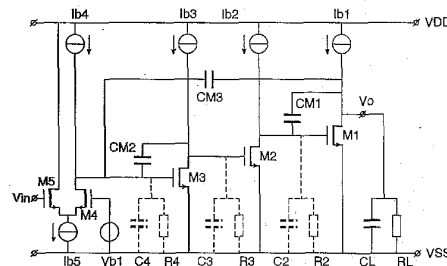 Ib4 Ib3 Ib2 Ib1
VDD
CM3
CM1 Vo
CM2 M1
M2
M5 M3
Vin M4
VSS
Ib5 Vb1 C4 R4 C3 R3 C2 R2 CL RL